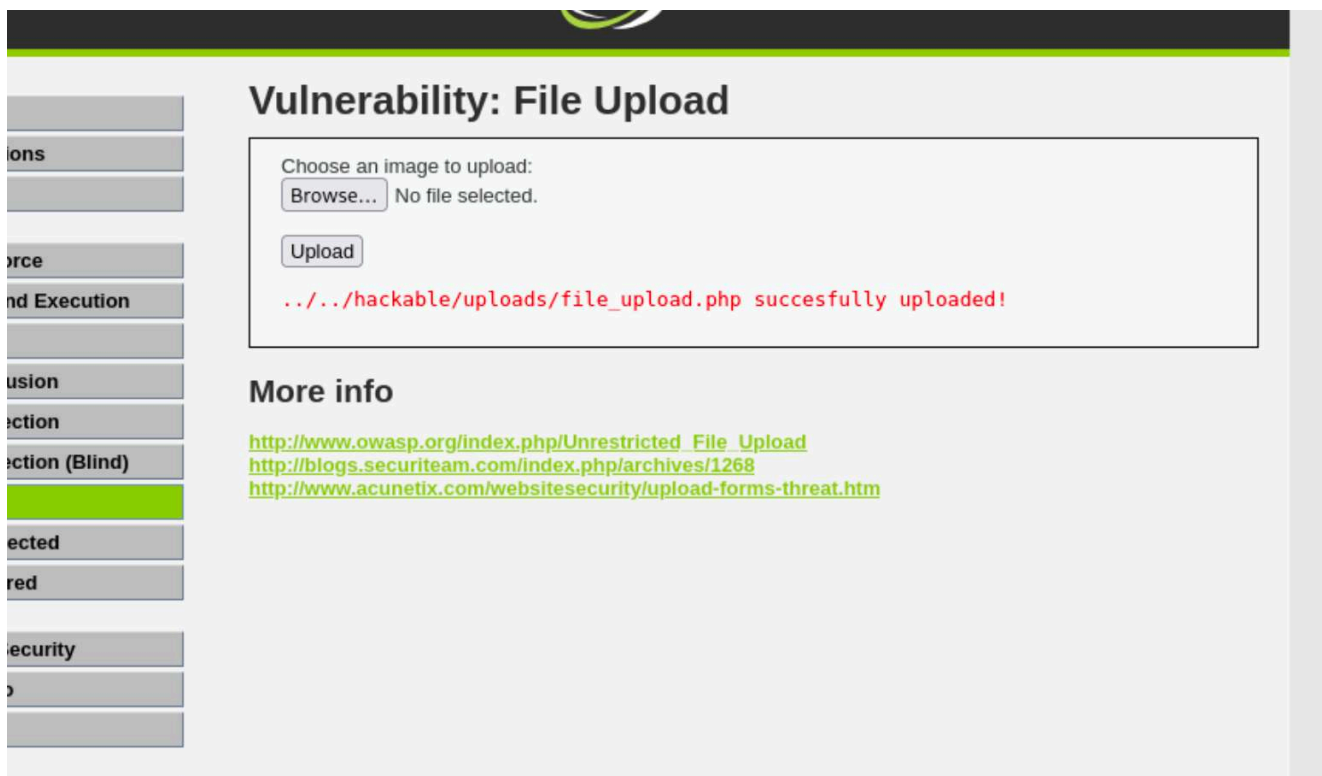 Vulnerability: File Upload
Choose an image to upload:
Browse... No file selected.
Upload
../../hackable/uploads/file_upload.php succesfully uploaded!
More info
http://www.owasp.org/index.php/Unrestricted_File_Upload
http://blogs.securiteam.com/index.php/archives/1268
http://www.acunetix.com/websitesecurity/upload-forms-threat.htm
ions
orce
nd Execution
usion
ection
ection (Blind)
ected
red
ecurity